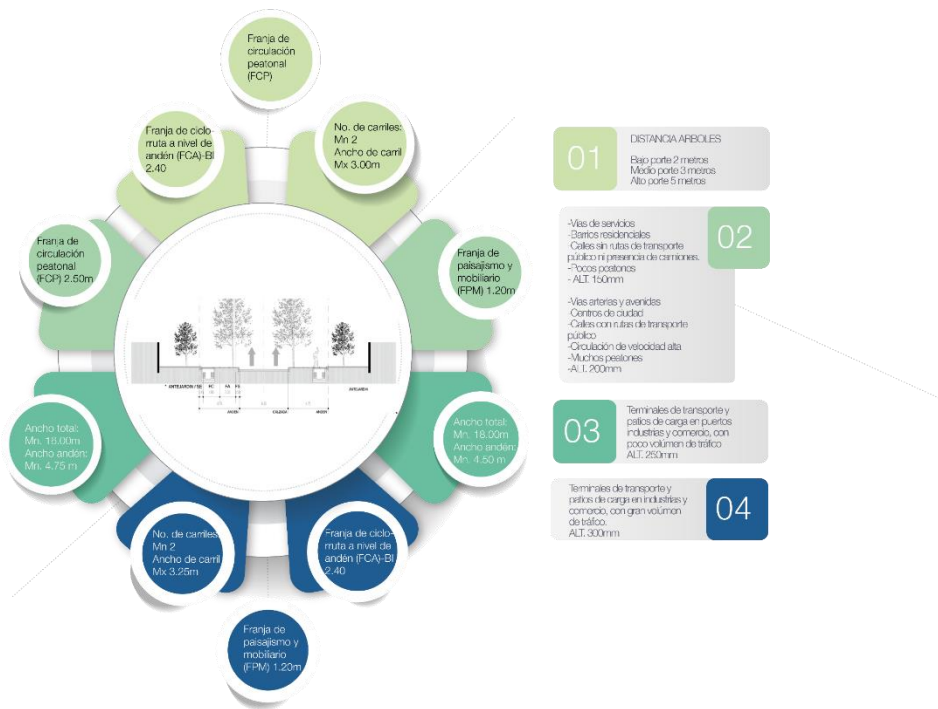 Franja de
circulación
peatonal
(FCP)
Franja de ciclo-
rruta a nivel de
andén (FCA)-BI
2.40
No. de carriles:
Mn 2
Ancho de carril
Mx 3.00m
Franja de
circulación
peatonal
(FCP) 2.50m
Franja de
paisajismo y
mobiliario
(FPM) 1.20m
* ANTEJARDIN /
ANDEN
CALZADA
ANDEN
ANTEJARDIN
Ancho total:
Mn. 18.00m
Ancho andén:
Mn. 4.75 m
Ancho total:
Mn. 18.00m
Ancho andén:
Mn. 4.50 m
No. de carriles:
Mn 2
Ancho de carril
Mx 3.25m
Franja de ciclo-
rruta a nivel de
andén (FCA)-BI
2.40
Franja de
paisajismo y
mobiliario
(FPM) 1.20m
01
DISTANCIA ARBOLES
Bajo porte 2 metros
Médio porte 3 metros
Alto porte 5 metros
02
-Vias de servicios
-Barrios residenciales
-Calles sin rutas de transporte
público ni presencia de camiones.
-Pocos peatones
- ALT. 150mm
-Vias arterias y avenidas
-Centros de ciudad
-Calles con rutas de transporte
público
-Circulación de velocidad alta
-Muchos peatones
-ALT. 200mm
03
Terminales de transporte y
patios de carga en puertos
industrias y comercio, con
poco volúmen de tráfico
ALT. 250mm
04
Terminales de transporte y
patios de carga en industrias y
comercio, con gran volúmen
de tráfico.
ALT. 300mm